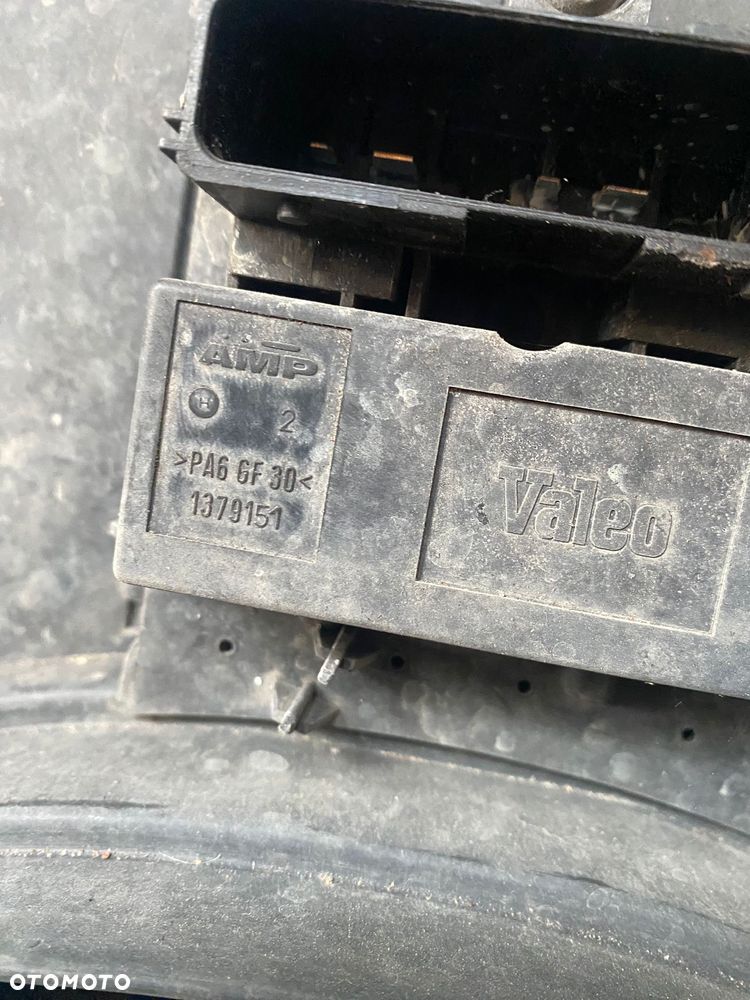 AMP
H
2
>PA6 GF 30<
1379151
Valeo
OTOMOTO